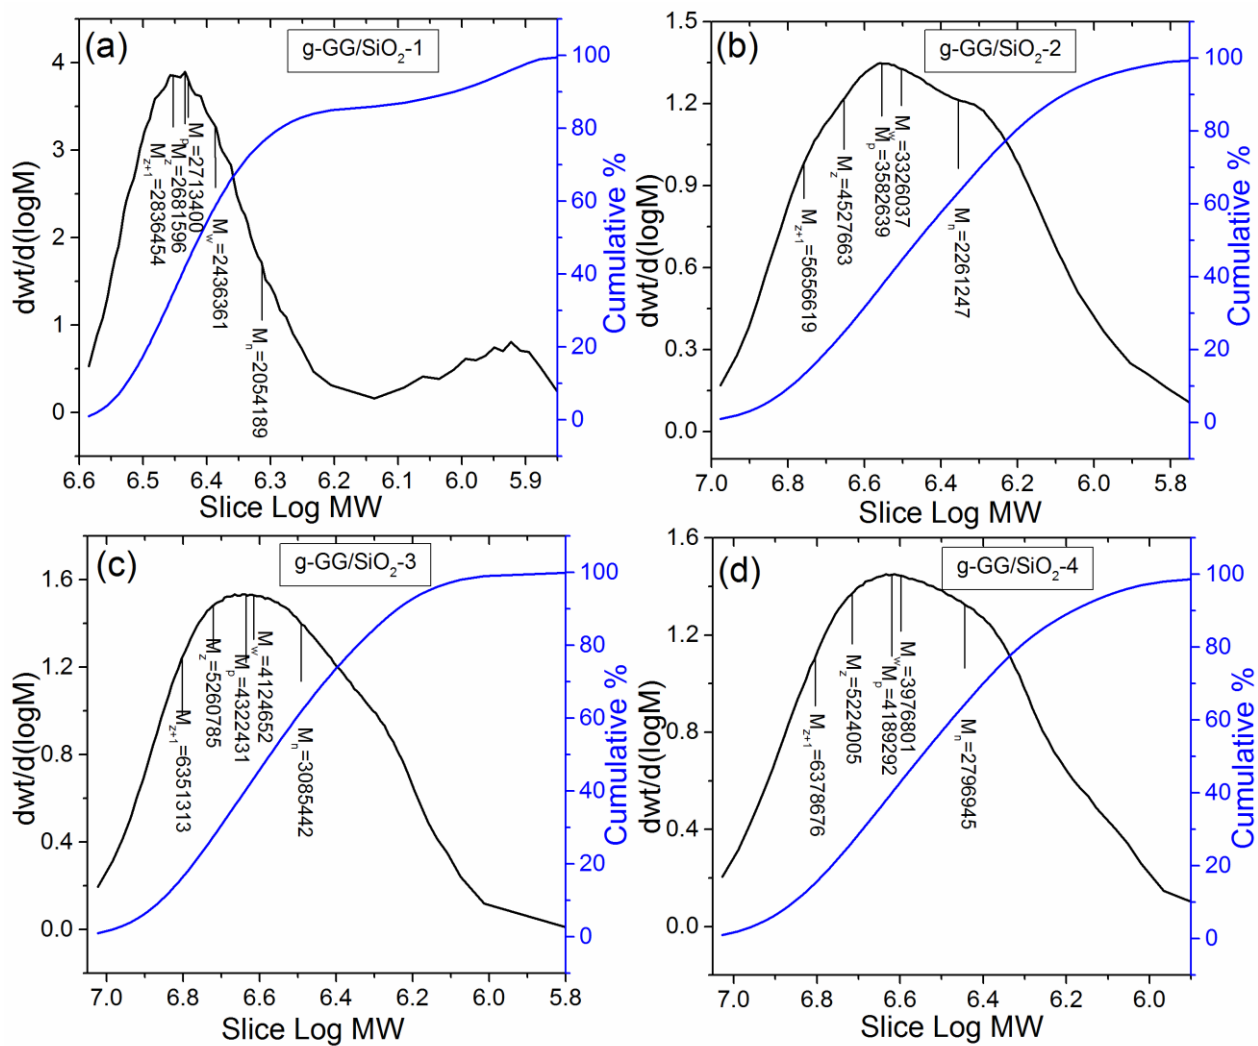 (a)
g-GG/SiO2-1
dwt/d(logM)
4
3
2
1
0
Mz+1=2836454
Mz=2681596
Mp=2713400
Mw=2436361
Mn=2054189
100
80
60
40
20
0
Cumulative %
6.6 6.5 6.4 6.3 6.2 6.1 6.0 5.9
Slice Log MW
(b)
g-GG/SiO2-2
dwt/d(logM)
1.5
1.2
0.9
0.6
0.3
0.0
Mz+1=5656619
Mz=4527663
Mp=3582639
Mw=3326037
Mn=2261247
100
80
60
40
20
0
Cumulative %
7.0 6.8 6.6 6.4 6.2 6.0 5.8
Slice Log MW
(c)
g-GG/SiO2-3
dwt/d(logM)
1.6
1.2
0.8
0.4
0.0
Mz+1=6351313
Mz=5260785
Mp=4322431
Mw=4124652
Mn=3085442
100
80
60
40
20
0
Cumulative %
7.0 6.8 6.6 6.4 6.2 6.0 5.8
Slice Log MW
(d)
g-GG/SiO2-4
dwt/d(logM)
1.6
1.2
0.8
0.4
0.0
Mz+1=6378676
Mz=5224005
Mp=4189292
Mw=3976801
Mn=2796945
100
80
60
40
20
0
Cumulative %
7.0 6.8 6.6 6.4 6.2 6.0
Slice Log MW